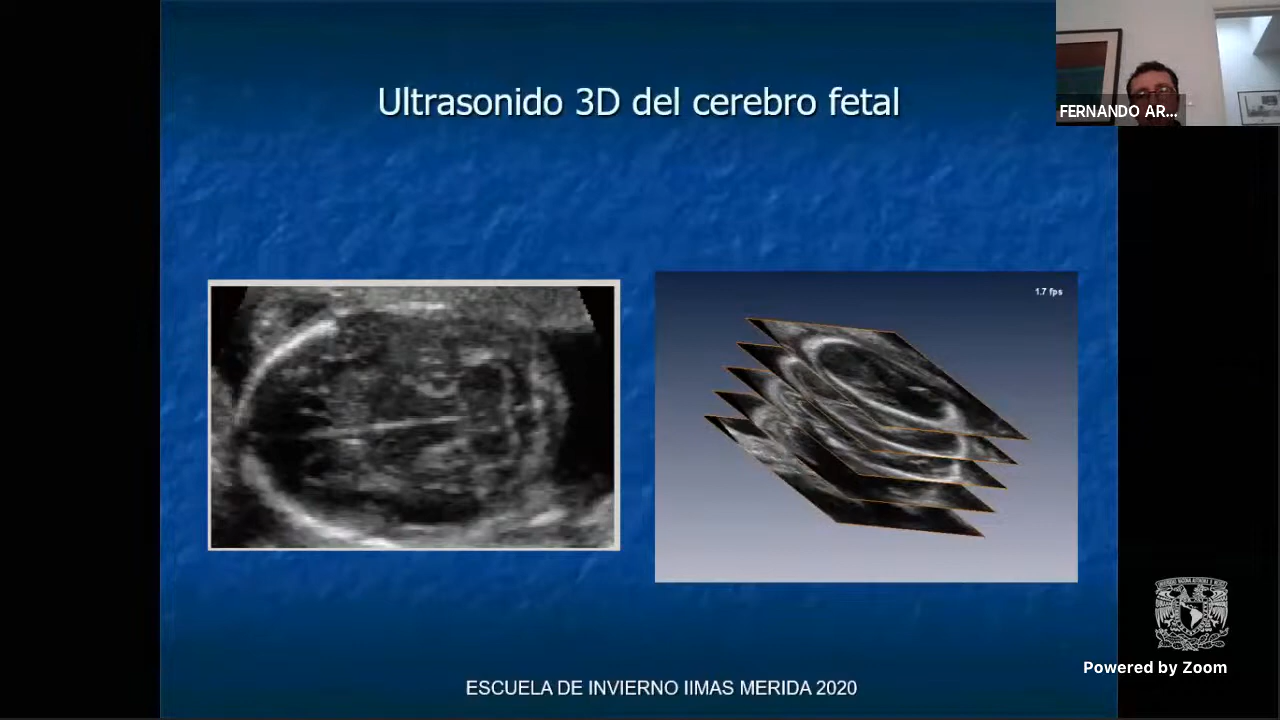 Ultrasonido 3D del cerebro fetal
FERNANDO AR...
1.7 fps
Powered by Zoom
ESCUELA DE INVIERNO IIMAS MERIDA 2020